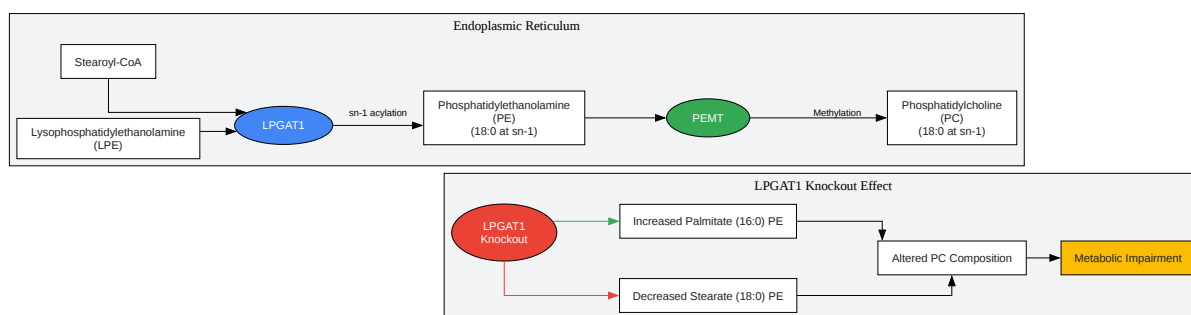 Endoplasmic Reticulum
Stearoyl-CoA
Lysophosphatidylethanolamine
(LPE)
LPGAT1
sn-1 acylation
Phosphatidylethanolamine
(PE)
(18:0 at sn-1)
PEMT
Methylation
Phosphatidylcholine
(PC)
(18:0 at sn-1)
LPGAT1 Knockout Effect
LPGAT1
Knockout
Increased Palmitate (16:0) PE
Decreased Stearate (18:0) PE
Altered PC Composition
Metabolic Impairment